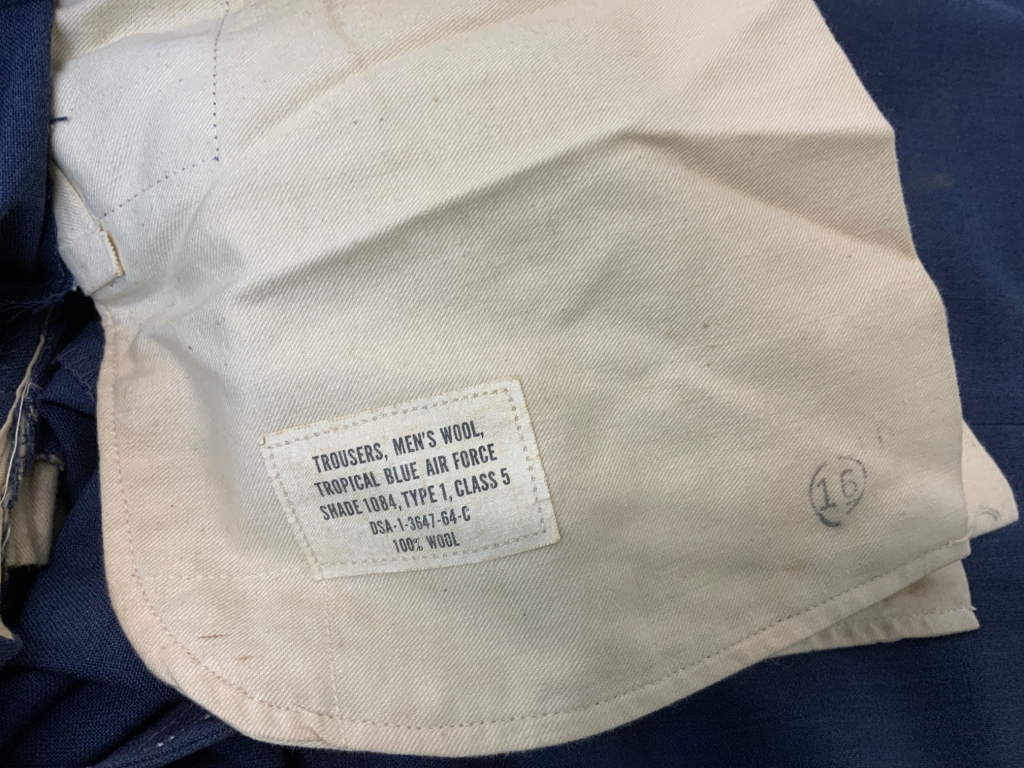 TROUSERS, MEN'S WOOL,
TROPICAL BLUE AIR FORCE
SHADE 1084, TYPE 1, CLASS 5
DSA-1-3647-64-C
100% WOOL
16